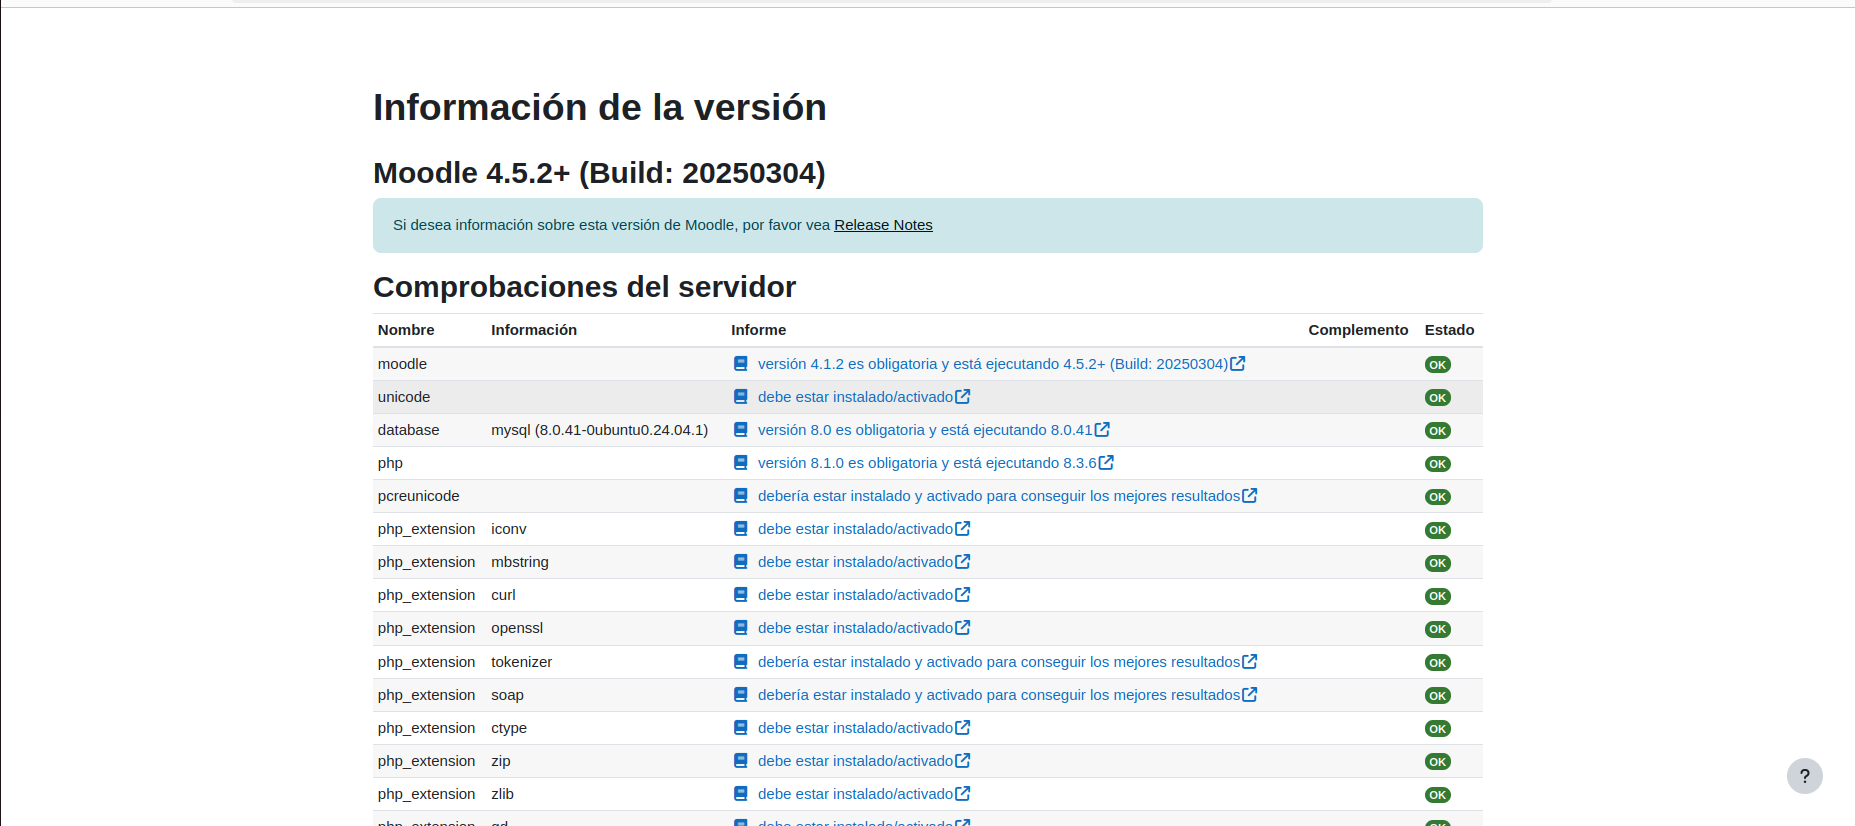 Información de la versión
Moodle 4.5.2+ (Build: 20250304)
Si desea información sobre esta versión de Moodle, por favor vea Release Notes
Comprobaciones del servidor
Nombre Información Informe Complemento Estado
moodle versión 4.1.2 es obligatoria y está ejecutando 4.5.2+ (Build: 20250304) OK
unicode debe estar instalado/activado OK
database mysql (8.0.41-0ubuntu0.24.04.1) versión 8.0 es obligatoria y está ejecutando 8.0.41 OK
php versión 8.1.0 es obligatoria y está ejecutando 8.3.6 OK
pcreunicode debería estar instalado y activado para conseguir los mejores resultados OK
php_extension iconv debe estar instalado/activado OK
php_extension mbstring debe estar instalado/activado OK
php_extension curl debe estar instalado/activado OK
php_extension openssl debe estar instalado/activado OK
php_extension tokenizer debería estar instalado y activado para conseguir los mejores resultados OK
php_extension soap debería estar instalado y activado para conseguir los mejores resultados OK
php_extension ctype debe estar instalado/activado OK
php_extension zip debe estar instalado/activado OK
?
php_extension zlib debe estar instalado/activado OK
php_extension gd debe estar instalado/activado OK